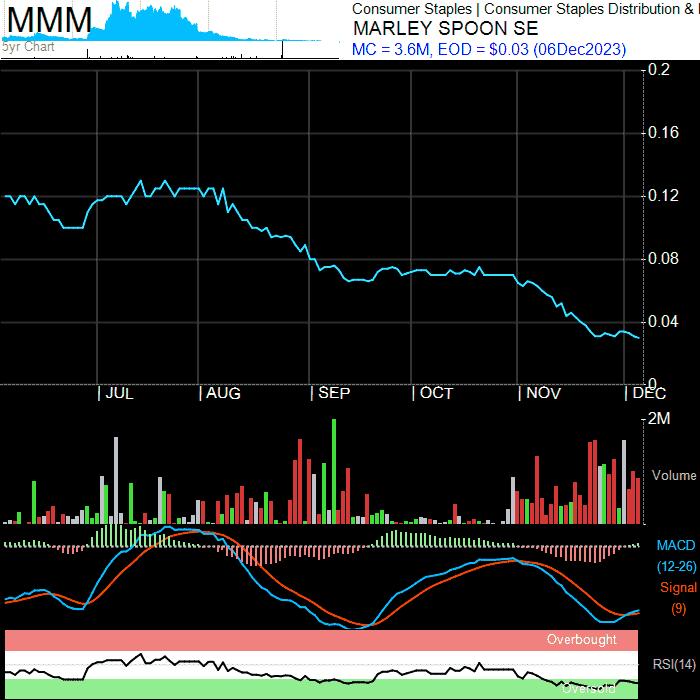 MMM
5yr Chart
Consumer Staples | Consumer Staples Distribution &
MARLEY SPOON SE
MC = 3.6M, EOD = $0.03 (06Dec2023)
0.2
0.16
0.12
0.08
0.04
0
| JUL | AUG | SEP | OCT | NOV | DEC
2M
Volume
MACD
(12-26)
Signal
(9)
Overbought
RSI(14)
Oversold